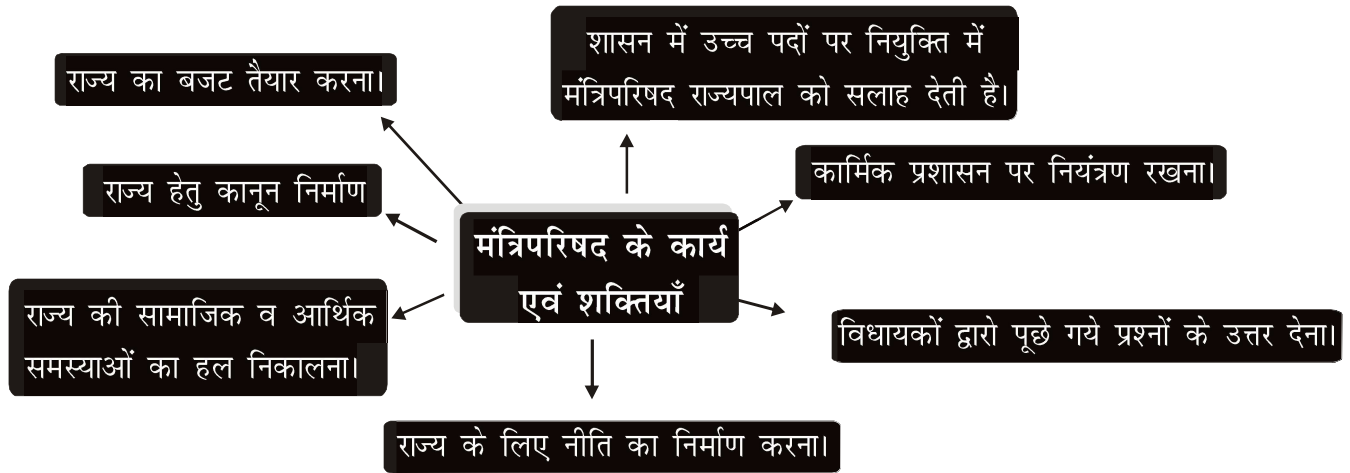 शासन में उच्च पदों पर नियुक्ति में
मंत्रिपरिषद राज्यपाल को सलाह देती है।
राज्य का बजट तैयार करना।
कार्मिक प्रशासन पर नियंत्रण रखना।
राज्य हेतु कानून निर्माण
मंत्रिपरिषद के कार्य
एवं शक्तियाँ
राज्य की सामाजिक व आर्थिक
समस्याओं का हल निकालना।
विधायकों द्वारो पूछे गये प्रश्नों के उत्तर देना।
राज्य के लिए नीति का निर्माण करना।